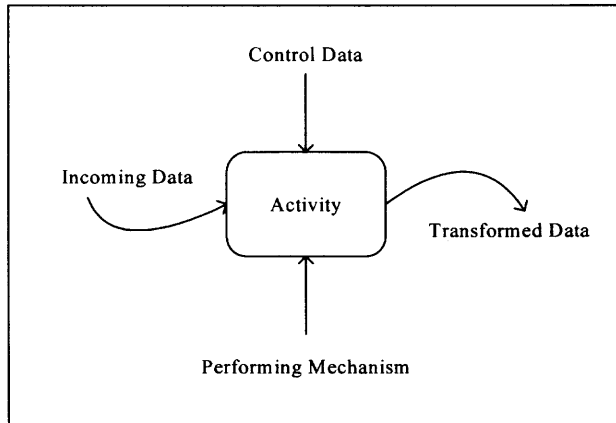 Control Data
Incoming Data
Activity
Transformed Data
Performing Mechanism